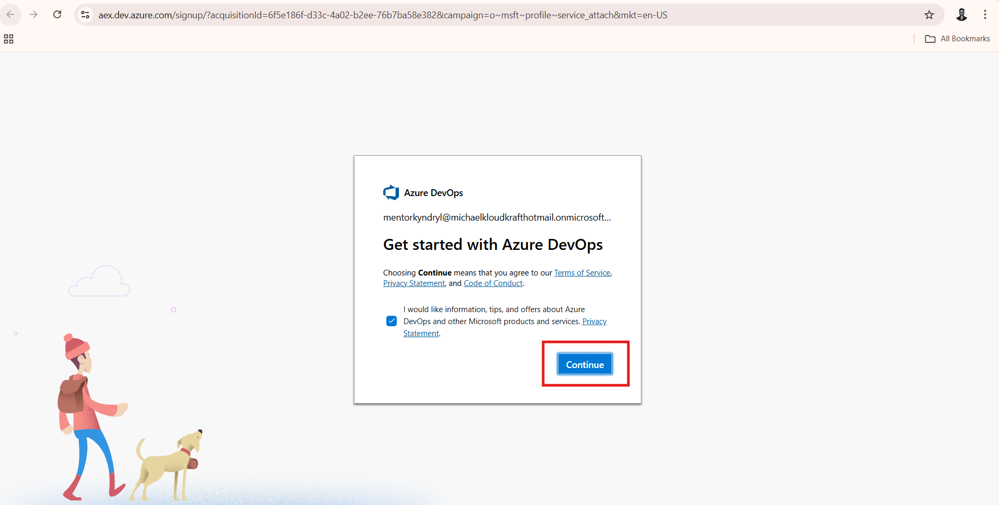 aex.dev.azure.com/signup/?acquisitionId=6f5e186f-d33c-4a02-b2ee-76b7ba58e382&campaign=o~msft~profile~service_attach&mkt=en-US
All Bookmarks
Azure DevOps
mentorkyndryl@michaelkloudkrafthotmail.onmicrosoft...
Get started with Azure DevOps
Choosing Continue means that you agree to our Terms of Service,
Privacy Statement, and Code of Conduct.
I would like information, tips, and offers about Azure
DevOps and other Microsoft products and services. Privacy
Statement.
Continue